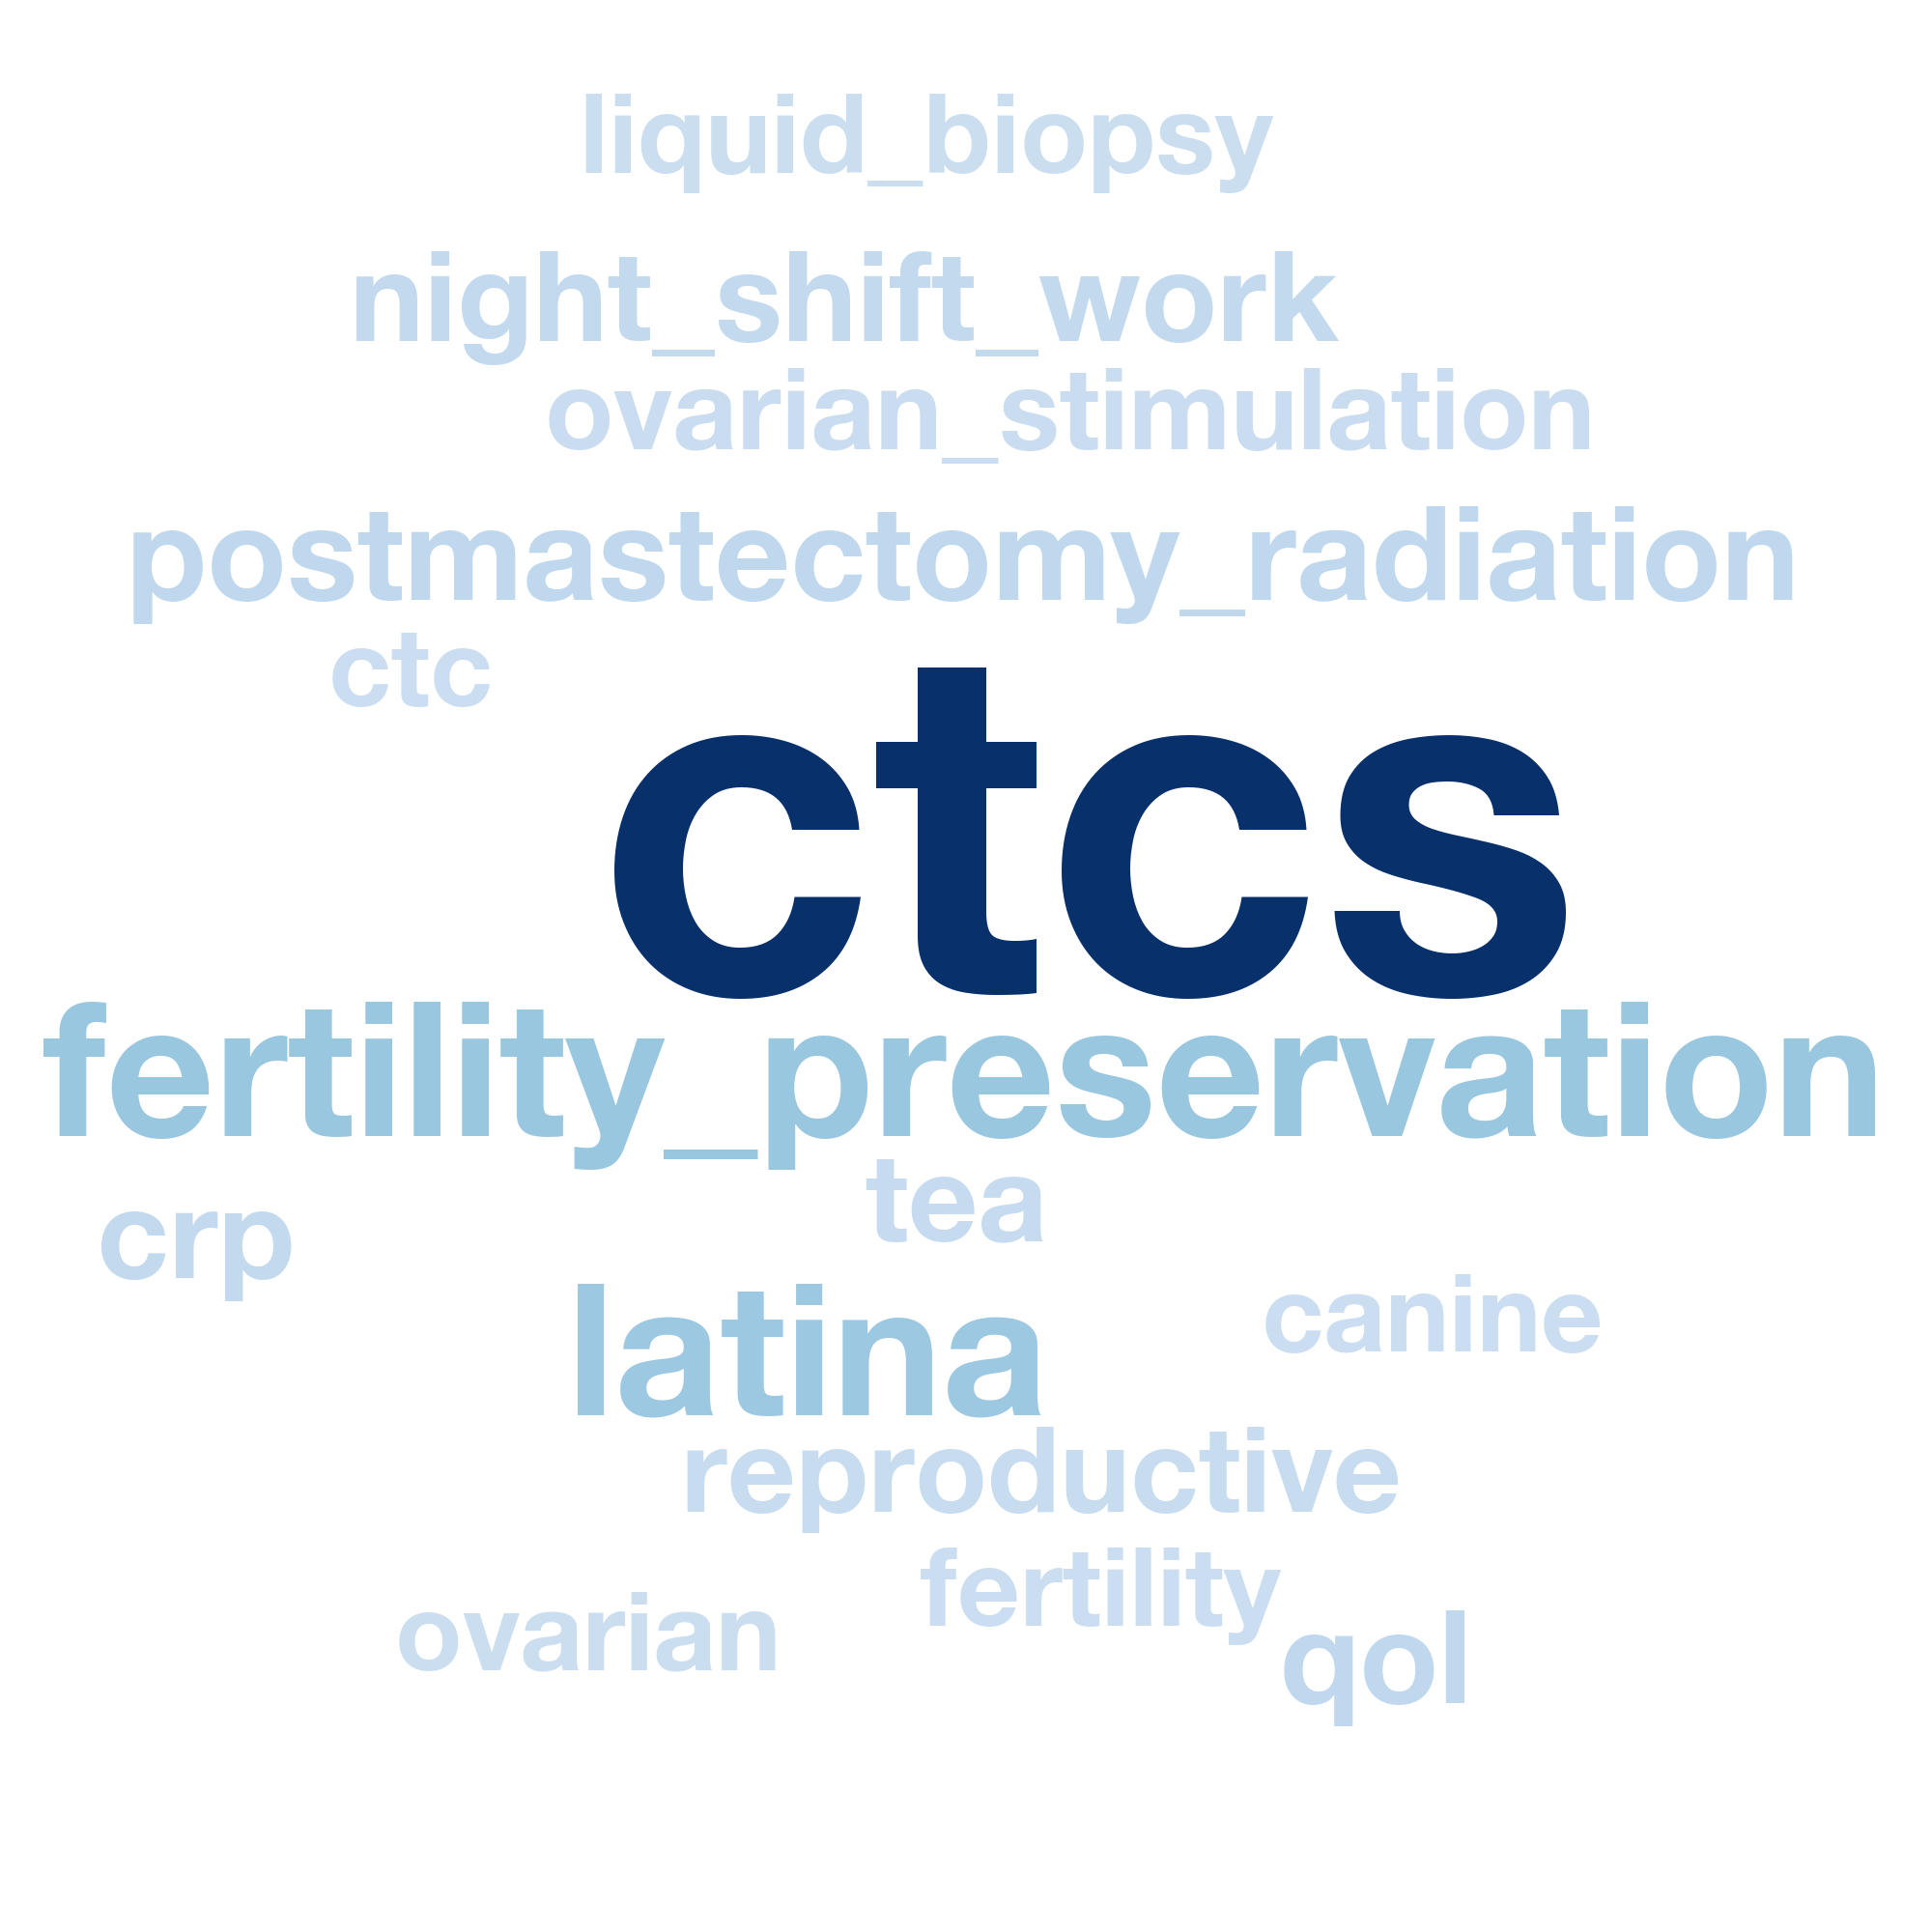 liquid_biopsy
night_shift_work
ovarian_stimulation
postmastectomy_radiation
ctc
ctcs
fertility_preservation
tea
crp
canine
latina
reproductive
fertility
ovarian
qol